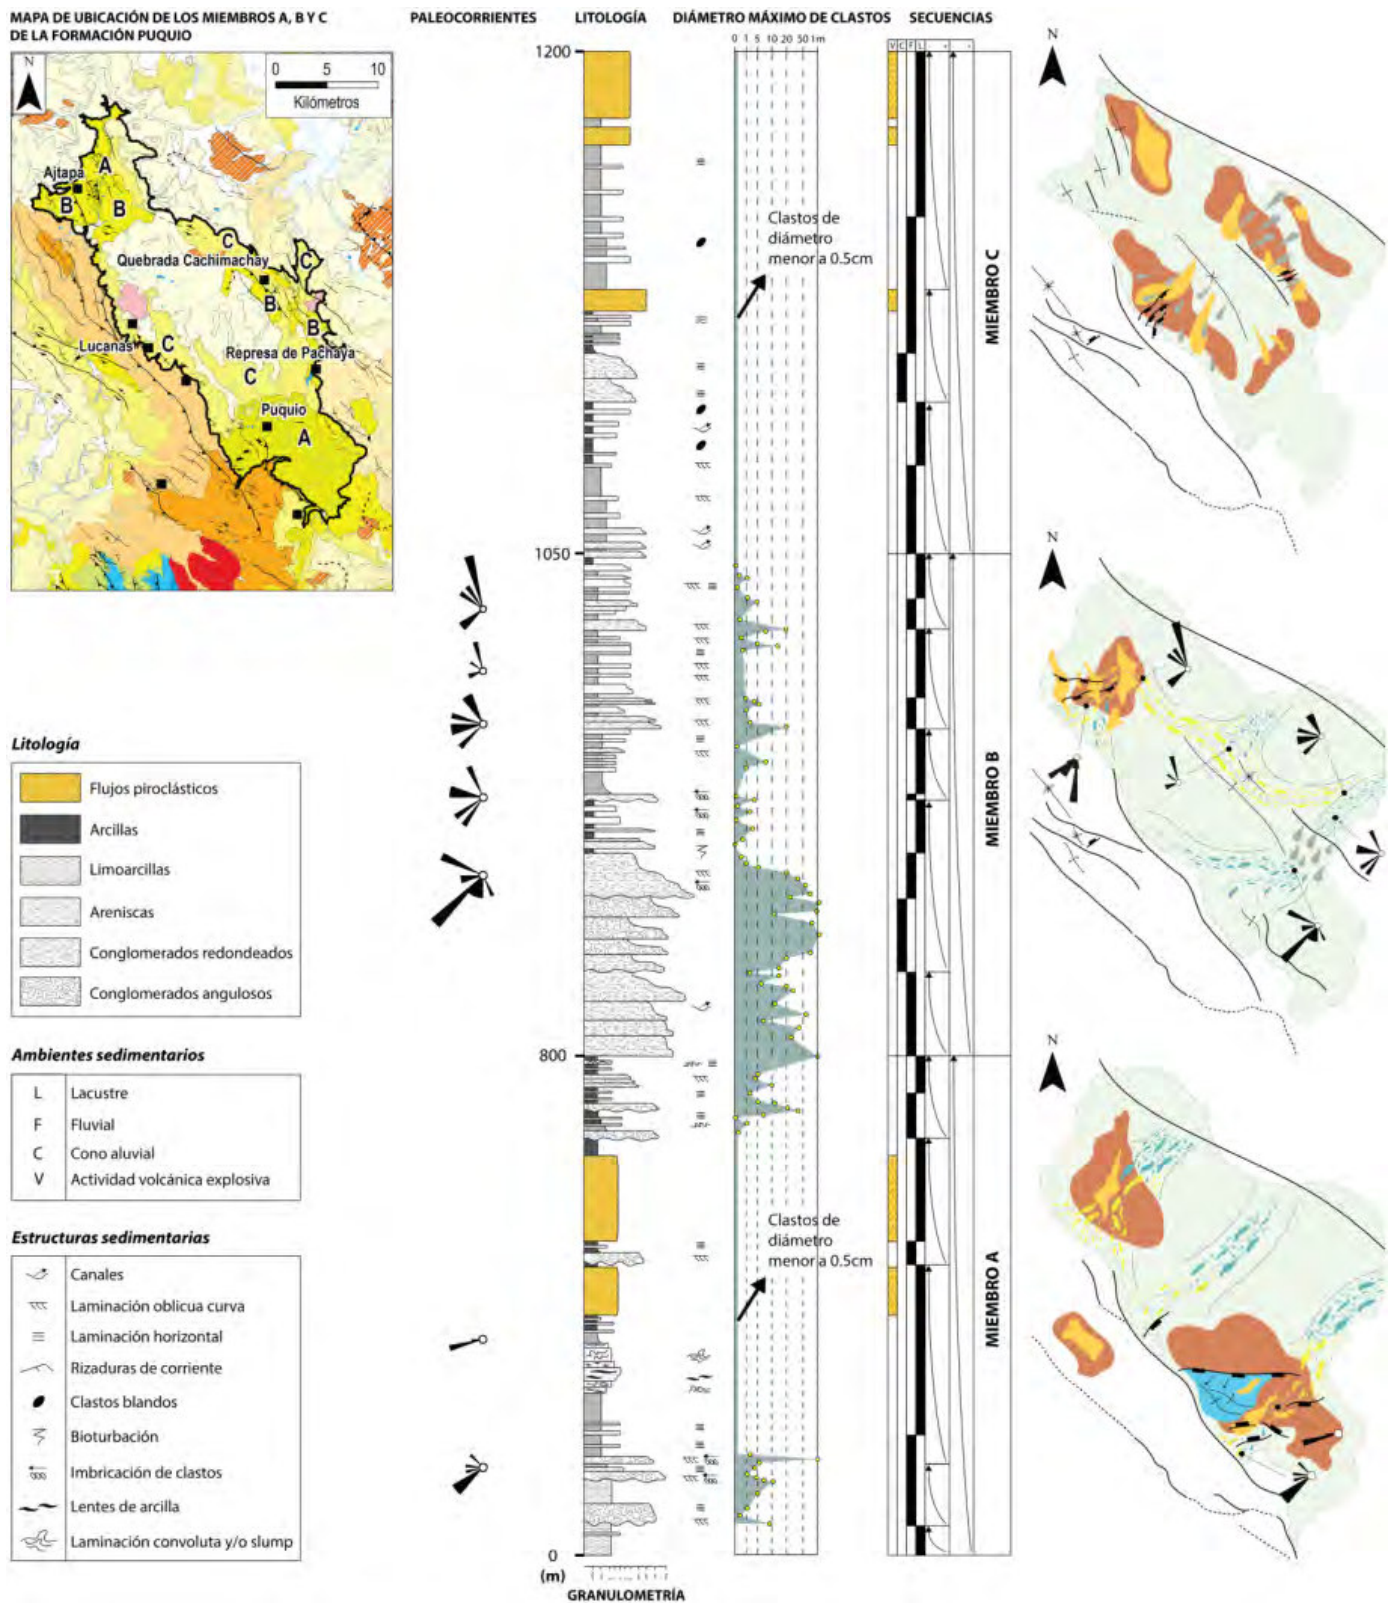 MAPA DE UBICACIÓN DE LOS MIEMBROS A, B Y C
DE LA FORMACIÓN PUQUIO
N
0 5 10
Kilómetros
A
Ajtapa
B
B
C
Quebrada Cachimachay
C
B
B
Lucanas
C
Represa de Pachaya
C
Puquio
A
PALEOCORRIENTES
LITOLOGÍA
DIÁMETRO MÁXIMO DE CLASTOS
SECUENCIAS
0 1 5 10 20 50 1m
V C F L
1200
1050
800
0
(m)
GRANULOMETRÍA
Clastos de
diámetro
menor a 0.5cm
Clastos de
diámetro
menor a 0.5cm
MIEMBRO C
MIEMBRO B
MIEMBRO A
N
N
N
Litología
Flujos piroclásticos
Arcillas
Limoarcillas
Areniscas
Conglomerados redondeados
Conglomerados angulosos
Ambientes sedimentarios
L Lacustre
F Fluvial
C Cono aluvial
V Actividad volcánica explosiva
Estructuras sedimentarias
Canales
Laminación oblicua curva
Laminación horizontal
Rizaduras de corriente
Clastos blandos
Bioturbación
Imbricación de clastos
Lentes de arcilla
Laminación convoluta y/o slump